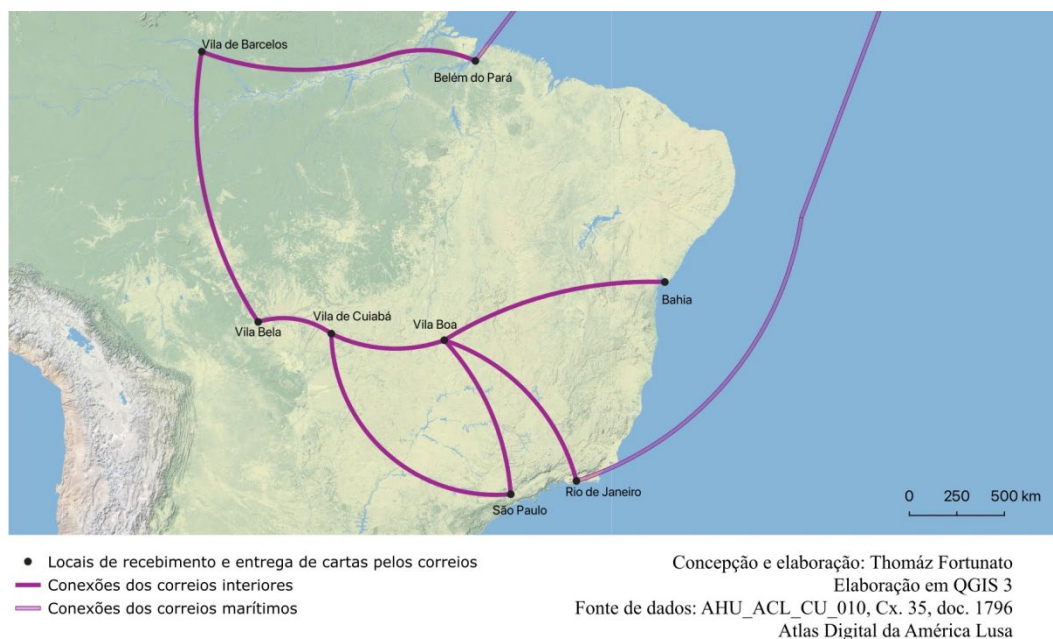 Vila de Barcelos
Belém do Pará
Bahia
Vila de Cuiabá
Vila Boa
Vila Bela
Rio de Janeiro
São Paulo
0 250 500 km
Locais de recebimento e entrega de cartas pelos correios
Conexões dos correios interiores
Conexões dos correios marítimos
Concepção e elaboração: Thomáz Fortunato
Elaboração em QGIS 3
Fonte de dados: AHU_ACL_CU_010, Cx. 35, doc. 1796
Atlas Digital da América Lusa